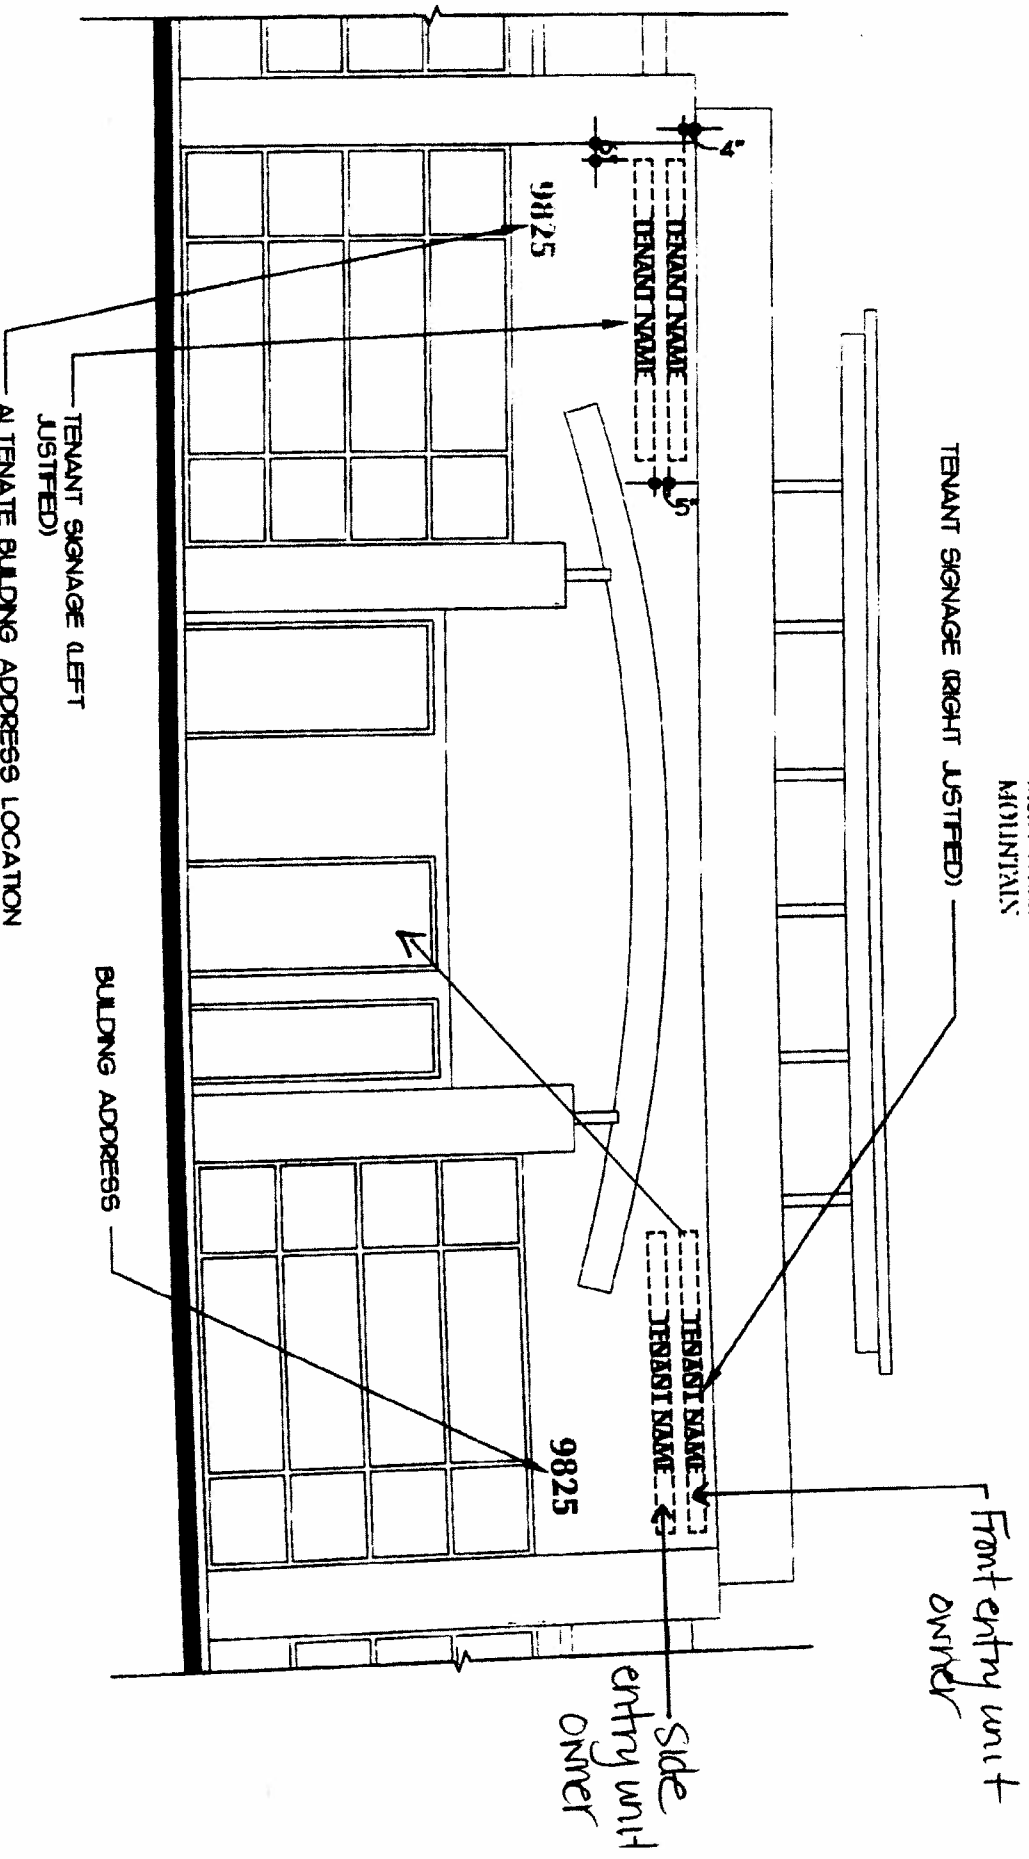 MOUNTAIN
TENANT SIGNAGE (RIGHT JUSTIFIED)
Front entry unit
owner
4"
TENANT NAME
TENANT NAME
6"
5"
TENANT NAME
TENANT NAME
Side
entry unit
owner
9825
9825
TENANT SIGNAGE (LEFT
JUSTIFIED)
BUILDING ADDRESS
ALTENATE BUILDING ADDRESS LOCATION